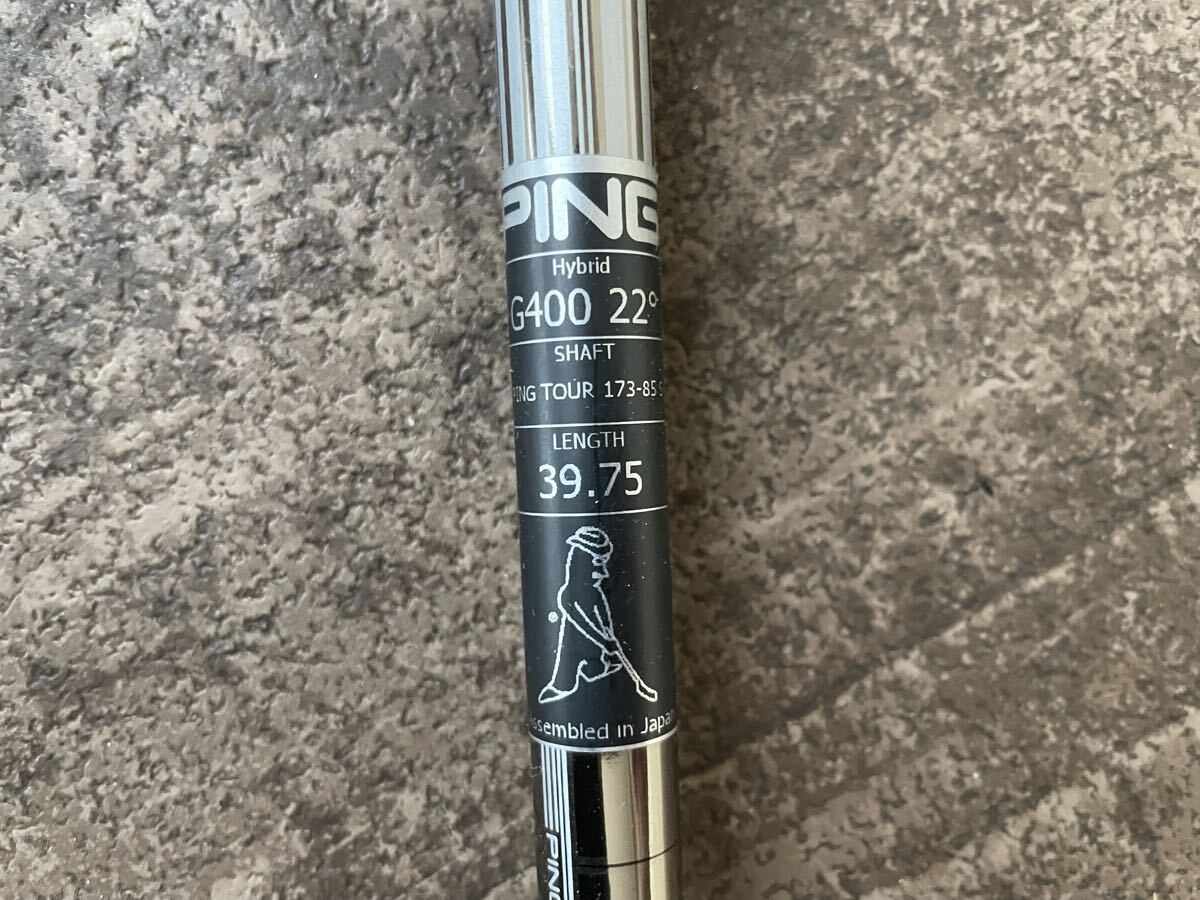 PING
Hybrid
G400 22°
SHAFT
PING TOUR 173-85 S
LENGTH
39.75
®
Assembled in Japan
PING